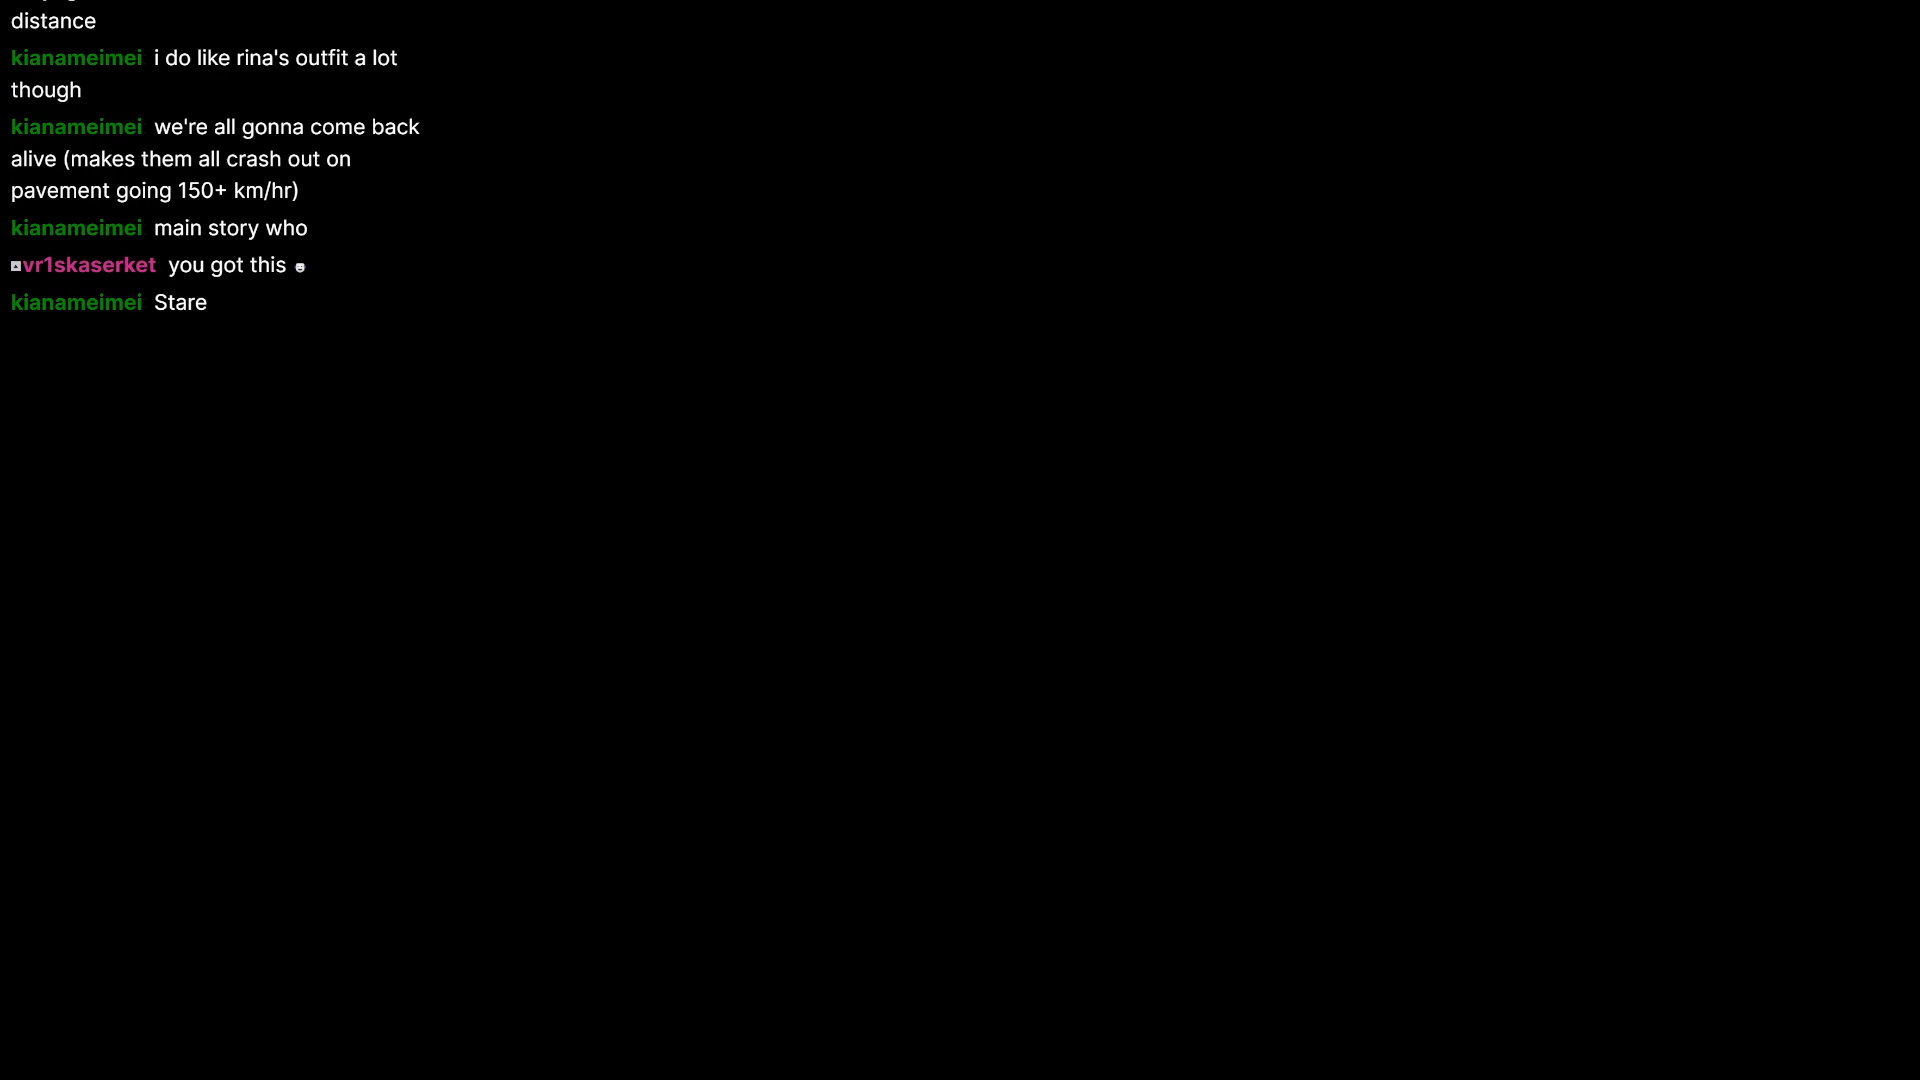 distance
kianameimei i do like rina's outfit a lot
though
kianameimei we're all gonna come back
alive (makes them all crash out on
pavement going 150+ km/hr)
kianameimei main story who
vr1skaserket you got this
kianameimei Stare